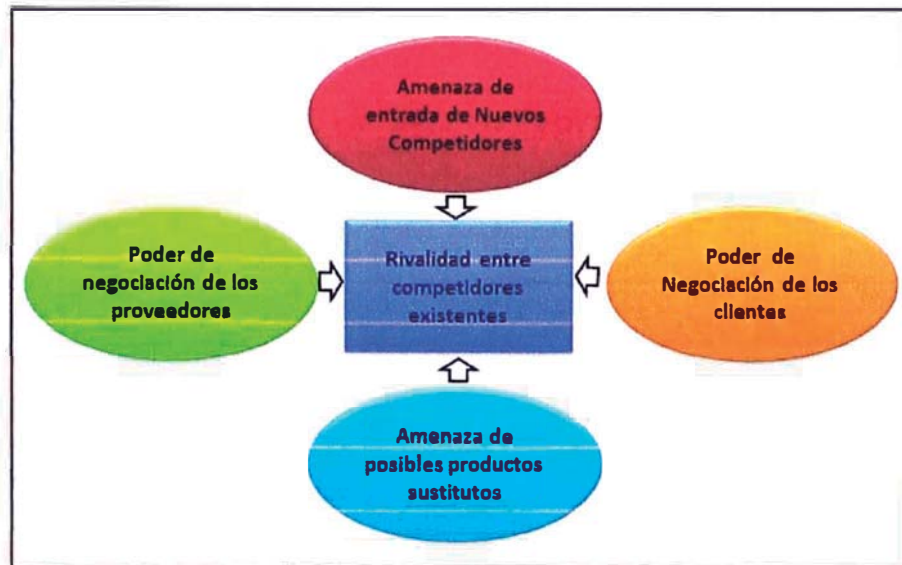 Amenaza de
entrada de Nuevos
Competidores
Poder de
negociación de los
proveedores
Rivalidad entre
competidores
existentes
Poder de
Negociación de los
clientes
Amenaza de
posibles productos
sustitutos